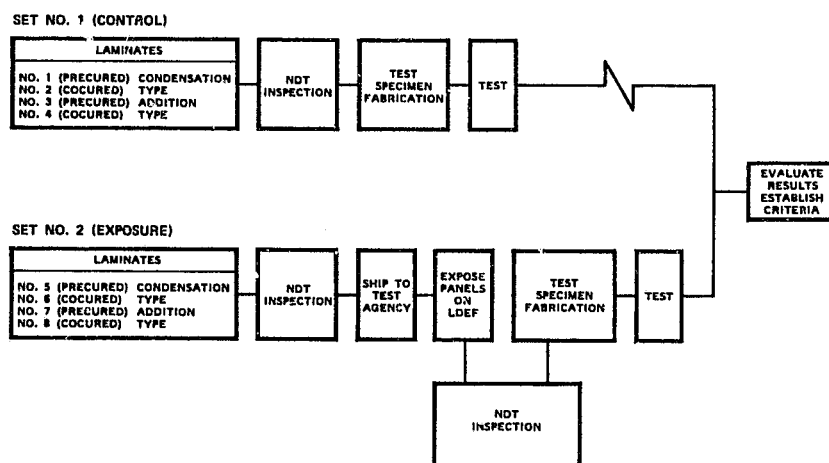 SET NO. 1 (CONTROL)
LAMINATES
NO. 1 (PRECURED) CONDENSATION
NO. 2 (COCURED) TYPE
NO. 3 (PRECURED) ADDITION
NO. 4 (COCURED) TYPE
NDT
INSPECTION
TEST
SPECIMEN
FABRICATION
TEST
EVALUATE
RESULTS
ESTABLISH
CRITERIA
SET NO. 2 (EXPOSURE)
LAMINATES
NO. 5 (PRECURED) CONDENSATION
NO. 6 (COCURED) TYPE
NO. 7 (PRECURED) ADDITION
NO. 8 (COCURED) TYPE
NDT
INSPECTION
SHIP TO
TEST
AGENCY
EXPOSE
PANELS
ON
LDEF
TEST
SPECIMEN
FABRICATION
TEST
NDT
INSPECTION